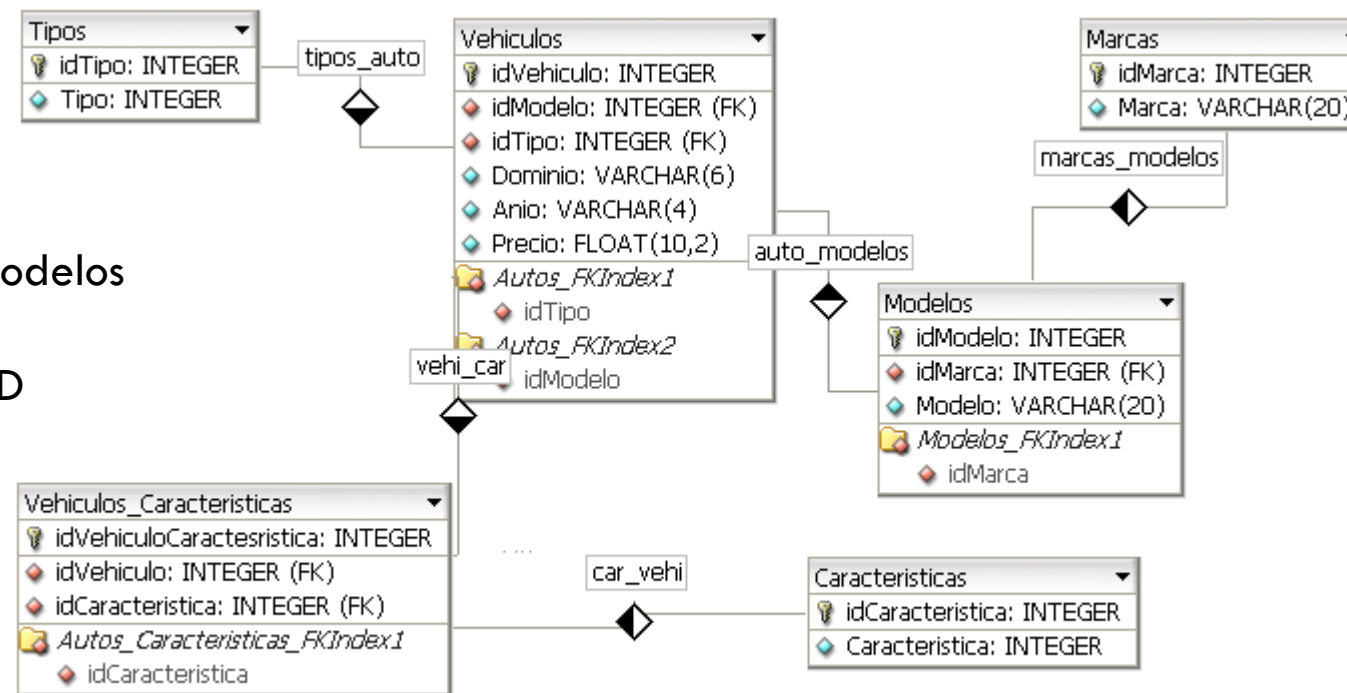 Tipos
idTipo: INTEGER
Tipo: INTEGER
tipos_auto
Vehiculos
idVehiculo: INTEGER
idModelo: INTEGER (FK)
idTipo: INTEGER (FK)
Dominio: VARCHAR(6)
Anio: VARCHAR(4)
Precio: FLOAT(10,2)
Autos_FKIndex1
idTipo
Autos_FKIndex2
idModelo
Marcas
idMarca: INTEGER
Marca: VARCHAR(20)
marcas_modelos
auto_modelos
Modelos
idModelo: INTEGER
idMarca: INTEGER (FK)
Modelo: VARCHAR(20)
Modelos_FKIndex1
idMarca
odelos
D
vehi_car
Vehiculos_Caracteristicas
idVehiculoCaractesristica: INTEGER
idVehiculo: INTEGER (FK)
idCaracteristica: INTEGER (FK)
Autos_Caracteristicas_FKIndex1
idCaracteristica
car_vehi
Caracteristicas
idCaracteristica: INTEGER
Caracteristica: INTEGER